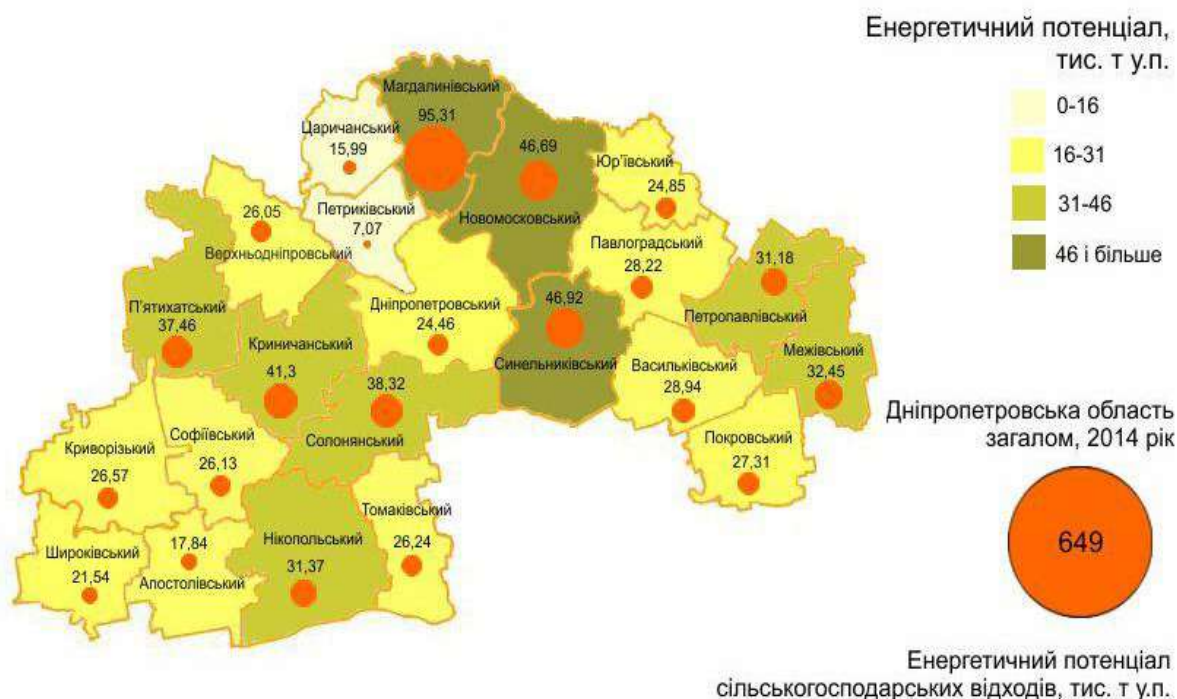 Енергетичний потенціал,
тис. т у.п.
0-16
16-31
31-46
46 і більше
Магдалинівський
95,31
Царичанський
15,99
46,69
Новомосковський
Юр'ївський
24,85
Петриківський
7,07
26,05
Верхньодніпровський
Павлоградський
28,22
31,18
Петропавлівський
П'ятихатський
37,46
Дніпропетровський
24,46
46,92
Синельниківський
Криничанський
41,3
Васильківський
28,94
Межівський
32,45
38,32
Солонянський
Софіївський
26,13
Криворізький
26,57
Покровський
27,31
Томаківський
26,24
Нікопольський
31,37
Широківський
21,54
17,84
Апостолівський
Дніпропетровська область
загалом, 2014 рік
649
Енергетичний потенціал
сільськогосподарських відходів, тис. т у.п.